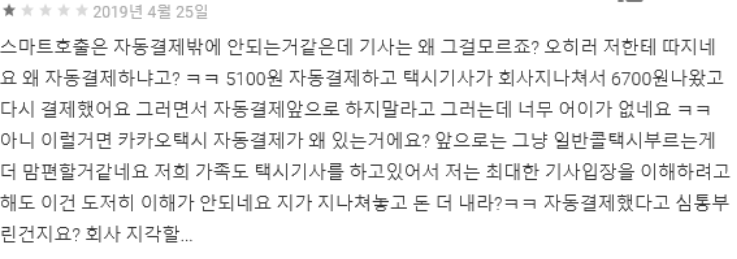 ★★★★★ 2019년 4월 25일
스마트호출은 자동결제밖에 안되는거같은데 기사는 왜 그걸모르죠? 오히러 저한테 따지네
요 왜 자동결제하냐고? ㅋㅋ 5100원 자동결제하고 택시기사가 회사지나쳐서 6700원나왔고
다시 결제했어요 그러면서 자동결제앞으로 하지말라고 그러는데 너무 어이가 없네요 ㅋㅋ
아니 이럴거면 카카오택시 자동결제가 왜 있는거에요? 앞으로는 그냥 일반콜택시부르는게
더 맘편할거같네요 저희 가족도 택시기사를 하고있어서 저는 최대한 기사입장을 이해하려고
해도 이건 도저히 이해가 안되네요 지가 지나쳐놓고 돈 더 내라?ㅋㅋ 자동결제했다고 심통부
린건지요? 회사 지각할...